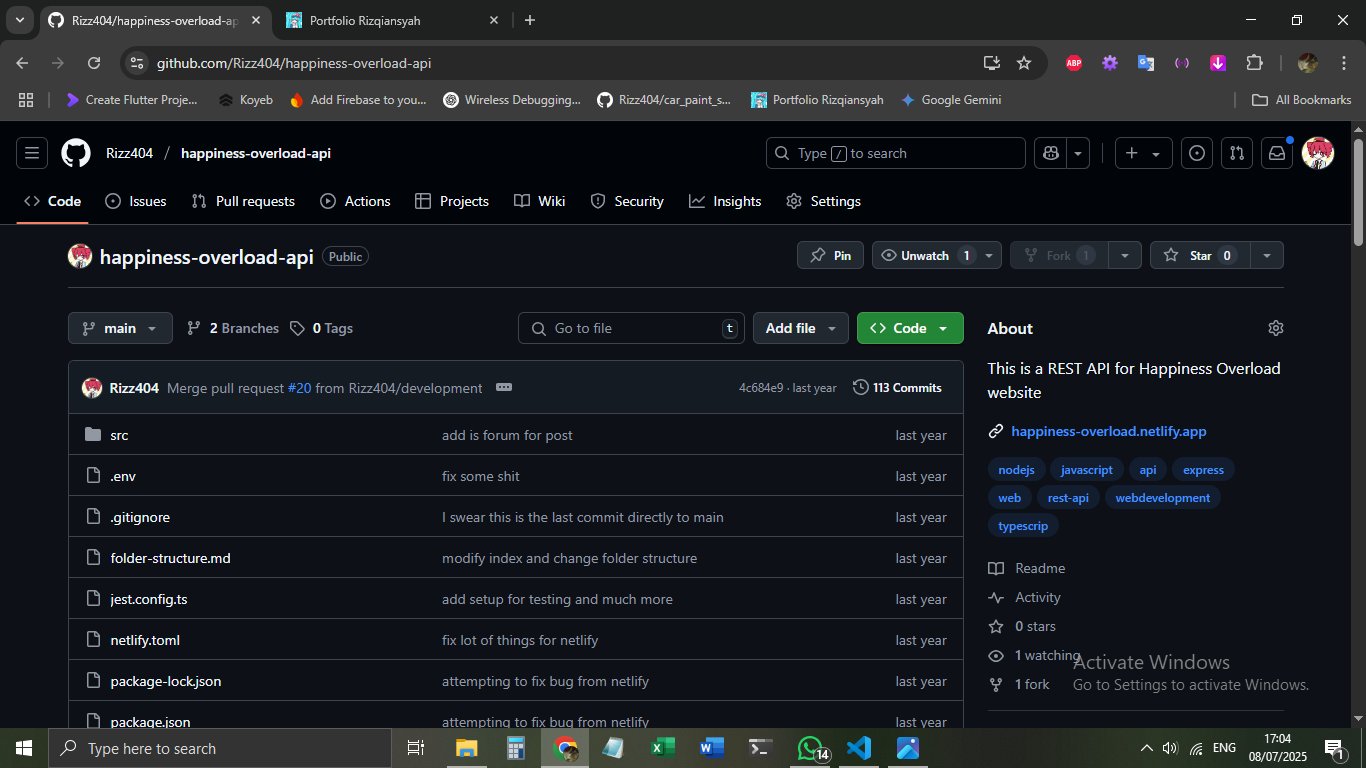 Rizz404/happiness-overload-ap
Portfolio Rizqiansyah
github.com/Rizz404/happiness-overload-api
ABP
Create Flutter Proje...
Koyeb
Add Firebase to you...
Wireless Debugging...
Rizz404/car_paint_s...
Portfolio Rizqiansyah
Google Gemini
All Bookmarks
Rizz404 / happiness-overload-api
Type / to search
Code
Issues
Pull requests
Actions
Projects
Wiki
Security
Insights
Settings
happiness-overload-api Public
Pin
Unwatch 1
Fork 1
Star 0
main
2 Branches
0 Tags
Go to file t
Add file
Code
Rizz404 Merge pull request #20 from Rizz404/development
4c684e9 · last year
113 Commits
src add is forum for post last year
.env fix some shit last year
.gitignore I swear this is the last commit directly to main last year
folder-structure.md modify index and change folder structure last year
jest.config.ts add setup for testing and much more last year
netlify.toml fix lot of things for netlify last year
package-lock.json attempting to fix bug from netlify last year
package.json attempting to fix bug from netlify last year
About
This is a REST API for Happiness Overload
website
happiness-overload.netlify.app
nodejs javascript api express
web rest-api webdevelopment
typescrip
Readme
Activity
0 stars
1 watching
1 fork
Activate Windows
Go to Settings to activate Windows.
Type here to search
14
ENG
17:04
08/07/2025
1